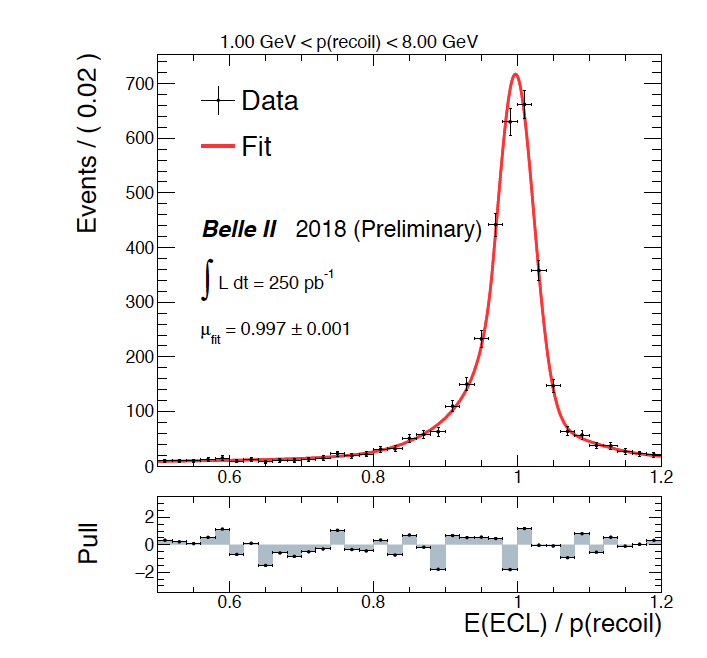 1.00 GeV < p(recoil) < 8.00 GeV
Events / ( 0.02 )
700
600
500
400
300
200
100
0
Data
Fit
Belle II 2018 (Preliminary)
∫ L dt = 250 pb⁻¹
μ_fit = 0.997 ± 0.001
0.6 0.8 1 1.2
Pull
2
0
−2
0.6 0.8 1 1.2
E(ECL) / p(recoil)